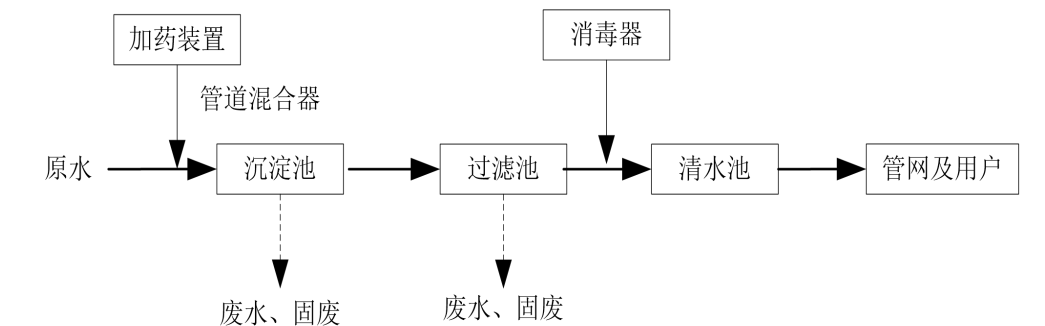 加药装置
消毒器
管道混合器
原水
沉淀池
过滤池
清水池
管网及用户
废水、固废
废水、固废